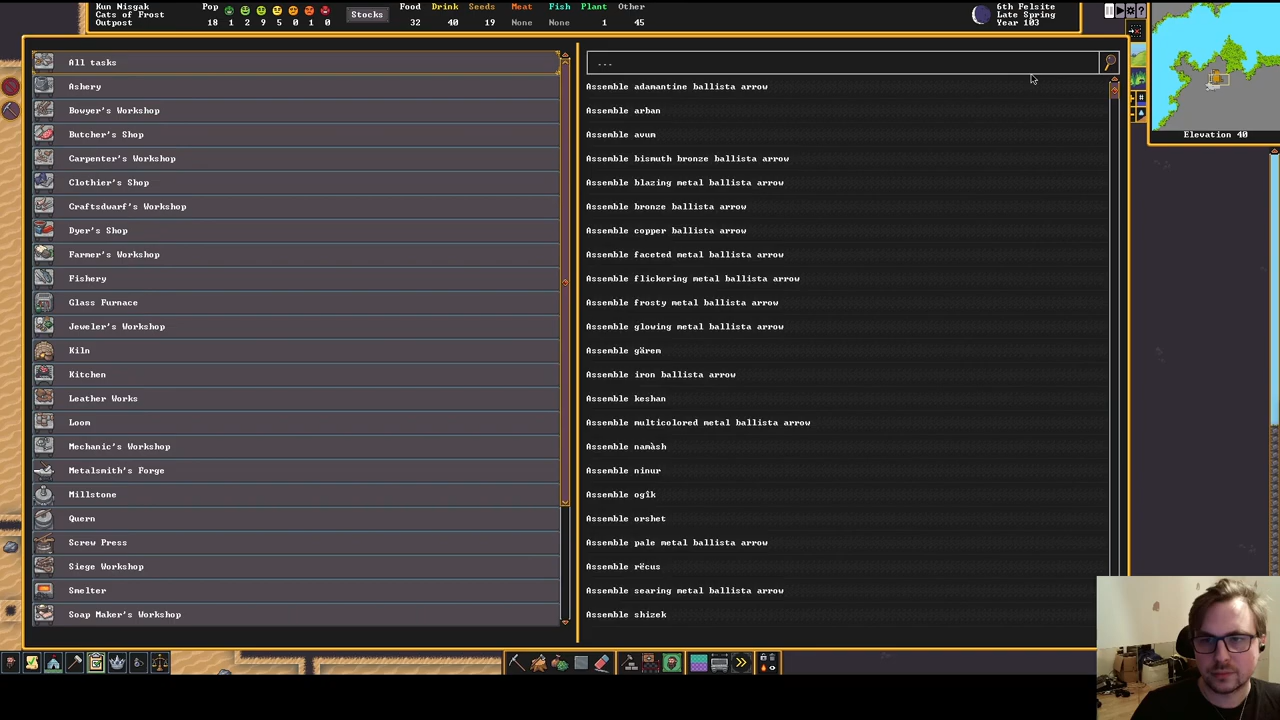 Kun Nisgak
Cats of Frost
Outpost
Pop
18 1 2 9 5 0 1 0
Stocks
Food Drink Seeds Meat Fish Plant Other
32 40 19 None None 1 45
6th Felsite
Late Spring
Year 103
Elevation 40
All tasks
Ashery
Bowyer's Workshop
Butcher's Shop
Carpenter's Workshop
Clothier's Shop
Craftsdwarf's Workshop
Dyer's Shop
Farmer's Workshop
Fishery
Glass Furnace
Jeweler's Workshop
Kiln
Kitchen
Leather Works
Loom
Mechanic's Workshop
Metalsmith's Forge
Millstone
Quern
Screw Press
Siege Workshop
Smelter
Soap Maker's Workshop
...
Assemble adamantine ballista arrow
Assemble arban
Assemble avum
Assemble bismuth bronze ballista arrow
Assemble blazing metal ballista arrow
Assemble bronze ballista arrow
Assemble copper ballista arrow
Assemble faceted metal ballista arrow
Assemble flickering metal ballista arrow
Assemble frosty metal ballista arrow
Assemble glowing metal ballista arrow
Assemble gärem
Assemble iron ballista arrow
Assemble keshan
Assemble multicolored metal ballista arrow
Assemble namàsh
Assemble ninur
Assemble ogîk
Assemble orshet
Assemble pale metal ballista arrow
Assemble rëcus
Assemble searing metal ballista arrow
Assemble shizek